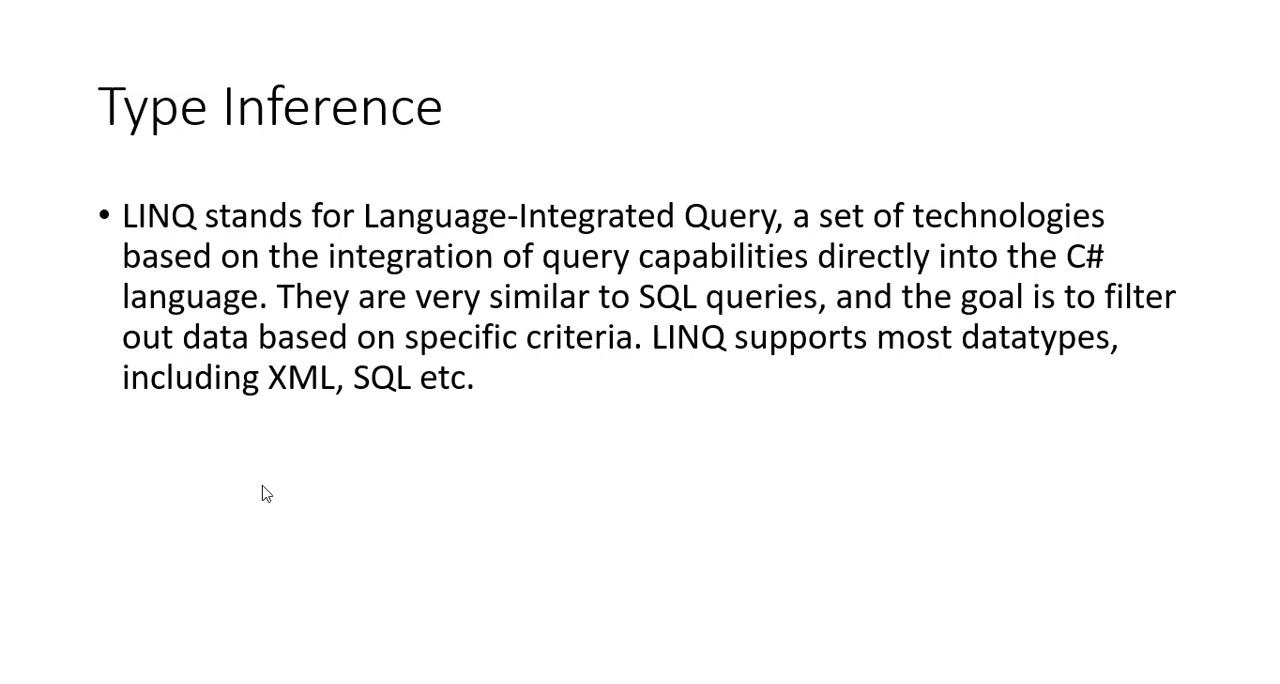 Type Inference
• LINQ stands for Language-Integrated Query, a set of technologies
based on the integration of query capabilities directly into the C#
language. They are very similar to SQL queries, and the goal is to filter
out data based on specific criteria. LINQ supports most datatypes,
including XML, SQL etc.